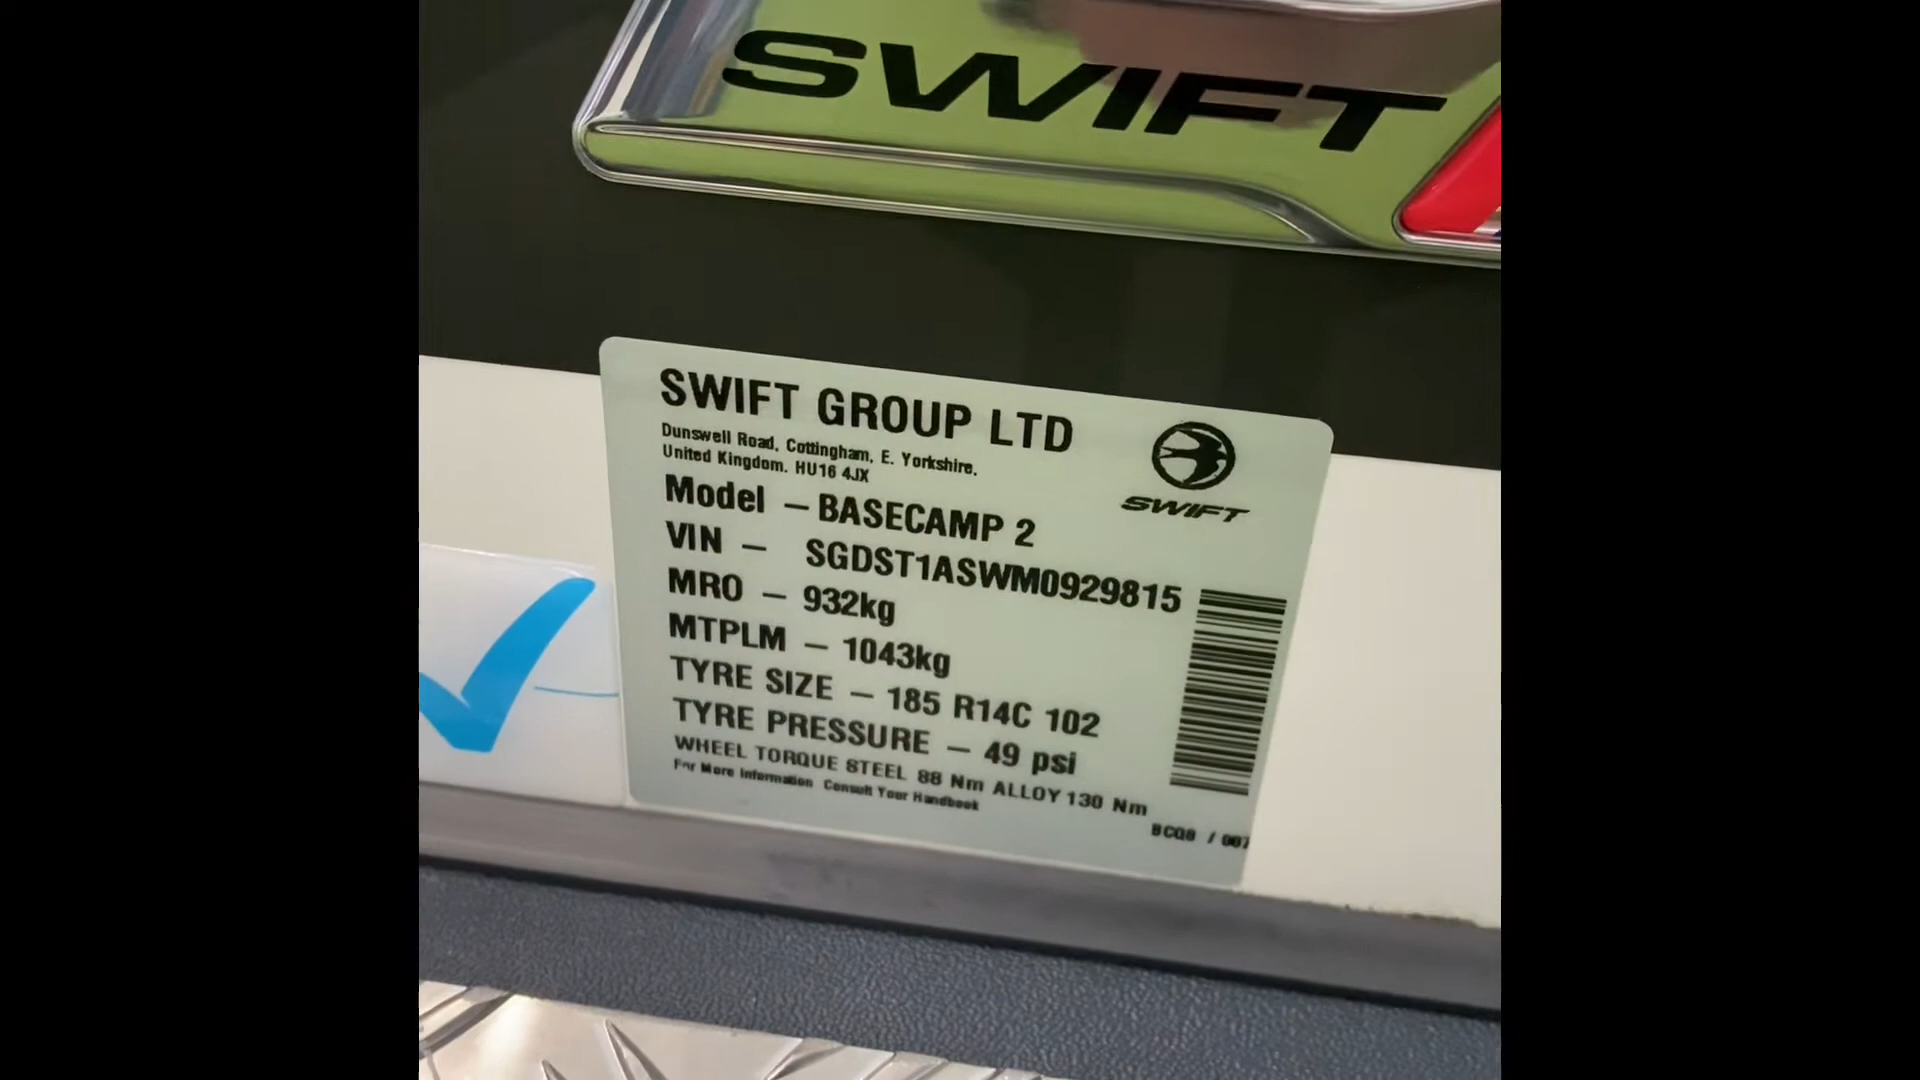 SWIFT
SWIFT GROUP LTD
Dunswell Road, Cottingham, E. Yorkshire,
United Kingdom. HU16 4JX
SWIFT
Model – BASECAMP 2
VIN – SGDST1ASWM0929815
MRO – 932kg
MTPLM – 1043kg
TYRE SIZE – 185 R14C 102
TYRE PRESSURE – 49 psi
WHEEL TORQUE STEEL 88 Nm ALLOY 130 Nm
For More Information Consult Your Handbook
BCQ8 / 007